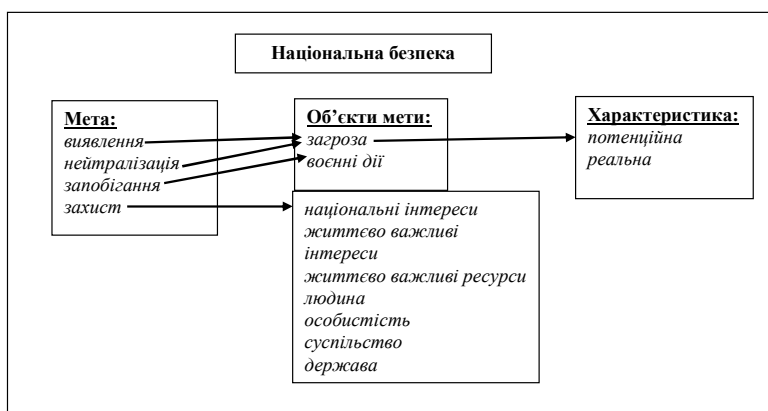 Національна безпека
Мета:
виявлення
нейтралізація
запобігання
захист
Об’єкти мети:
загроза
воєнні дії
національні інтереси
життєво важливі
інтереси
життєво важливі ресурси
людина
особистість
суспільство
держава
Характеристика:
потенційна
реальна